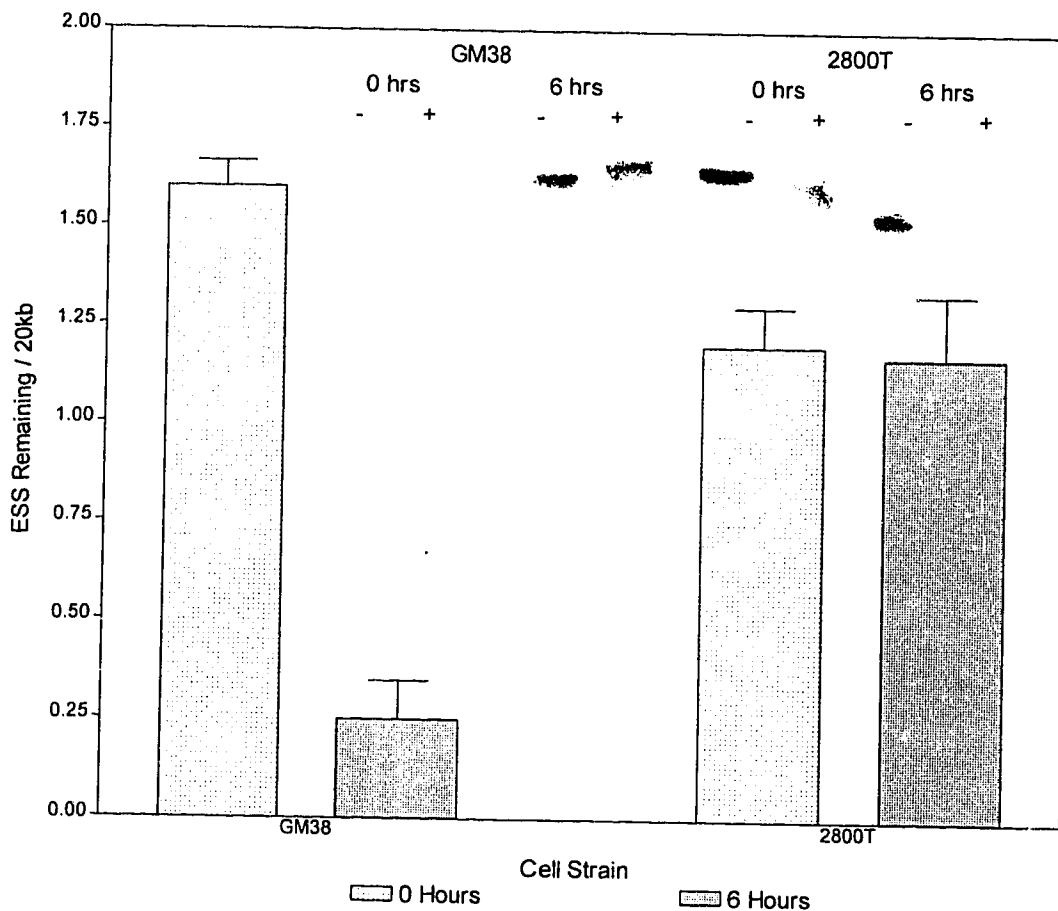 2.00
GM38 2800T
0 hrs 6 hrs 0 hrs 6 hrs
- + - + - + - +
1.75
1.50
1.25
1.00
0.75
0.50
0.25
0.00
ESS Remaining / 20kb
GM38 2800T
Cell Strain
0 Hours 6 Hours